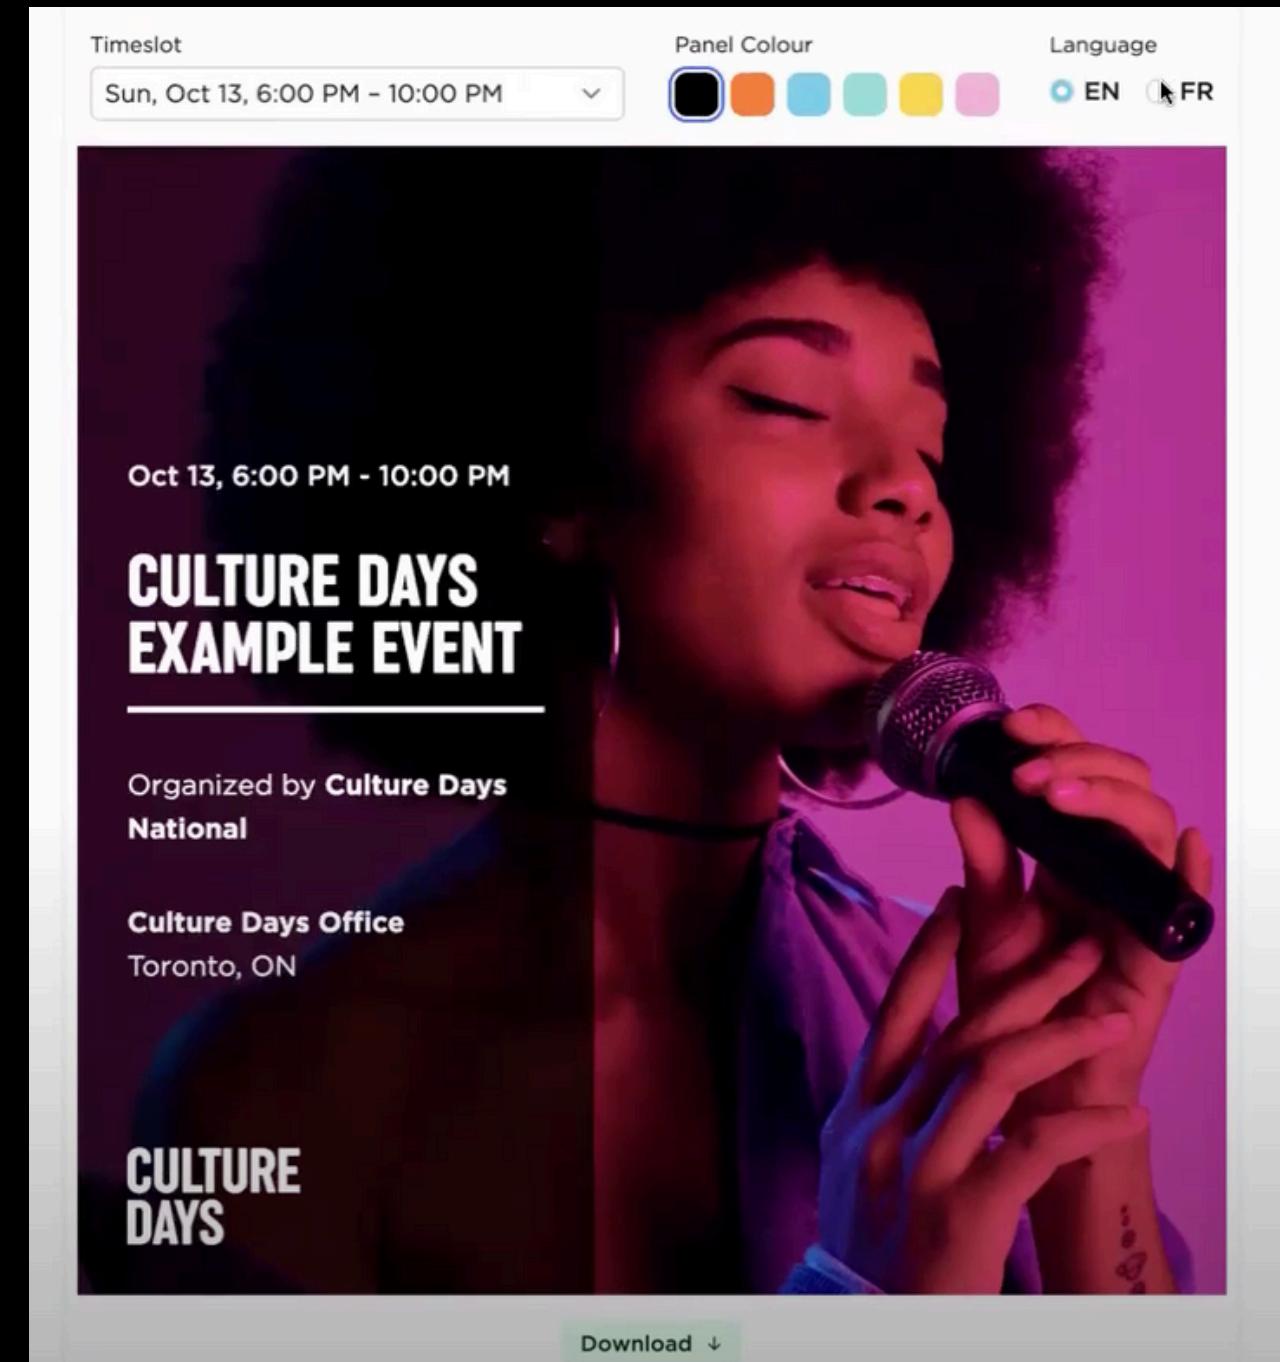 Timeslot
Panel Colour
Language
Sun, Oct 13, 6:00 PM – 10:00 PM
EN
FR
Oct 13, 6:00 PM - 10:00 PM
CULTURE DAYS
EXAMPLE EVENT
Organized by Culture Days
National
Culture Days Office
Toronto, ON
CULTURE
DAYS
Download ↓